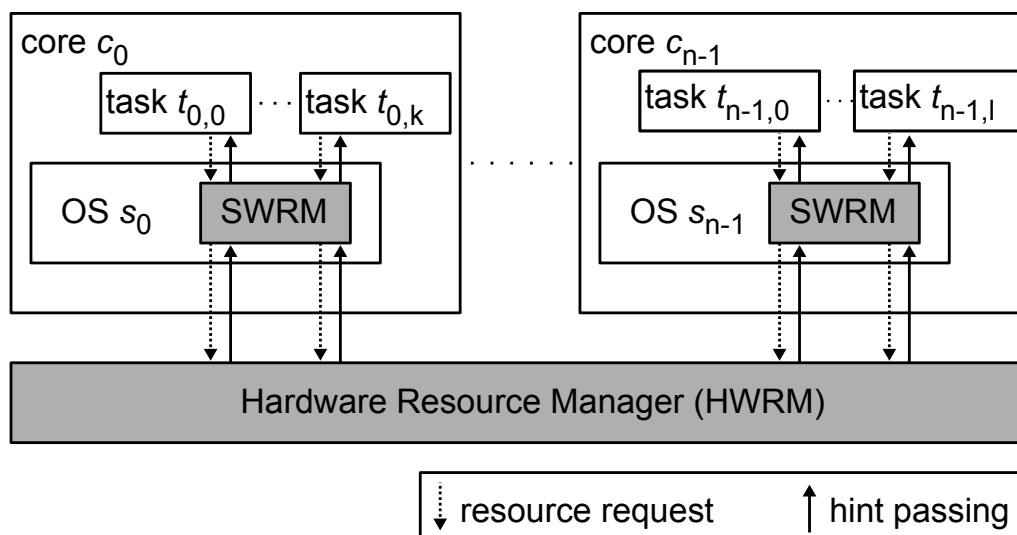 core c0
task t0,0 . . . task t0,k
OS s0 SWRM
. . . . . . .
core cn-1
task tn-1,0 . . . task tn-1,l
OS sn-1 SWRM
Hardware Resource Manager (HWRM)
resource request hint passing